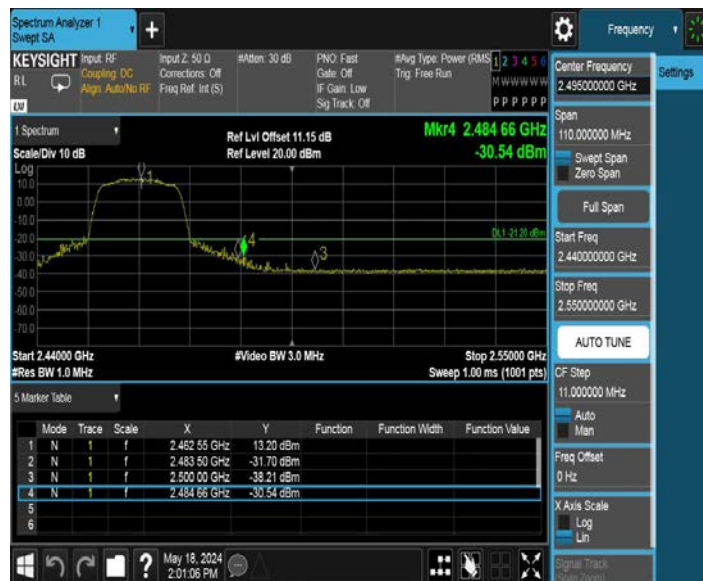 Spectrum Analyzer 1
Swept SA
+
Frequency
KEYSIGHT
RL
LXI
Input: RF
Coupling: DC
Align: Auto/No RF
Input Z: 50 Ω
Corrections: Off
Freq Ref: Int (S)
#Atten: 30 dB
PNO: Fast
Gate: Off
IF Gain: Low
Sig Track: Off
#Avg Type: Power (RMS
Trig: Free Run
1 2 3 4 5 6
M W W W W W
P P P P P P
1 Spectrum
Scale/Div 10 dB
Log
Ref Lvl Offset 11.15 dB
Ref Level 20.00 dBm
Mkr4 2.484 66 GHz
-30.54 dBm
10.0
0.00
-10.0
-20.0
-30.0
-40.0
-50.0
-60.0
-70.0
1
4
3
DL1 -21.20 dBm
Start 2.44000 GHz
#Res BW 1.0 MHz
#Video BW 3.0 MHz
Stop 2.55000 GHz
Sweep 1.00 ms (1001 pts)
5 Marker Table
Mode Trace Scale X Y Function Function Width Function Value
1 N 1 f 2.462 55 GHz 13.20 dBm
2 N 1 f 2.483 50 GHz -31.70 dBm
3 N 1 f 2.500 00 GHz -38.21 dBm
4 N 1 f 2.484 66 GHz -30.54 dBm
5
6
?
May 18, 2024
2:01:06 PM
Center Frequency
2.495000000 GHz
Settings
Span
110.000000 MHz
Swept Span
Zero Span
Full Span
Start Freq
2.440000000 GHz
Stop Freq
2.550000000 GHz
AUTO TUNE
CF Step
11.000000 MHz
Auto
Man
Freq Offset
0 Hz
X Axis Scale
Log
Lin
Signal Track
(Span Zoom)